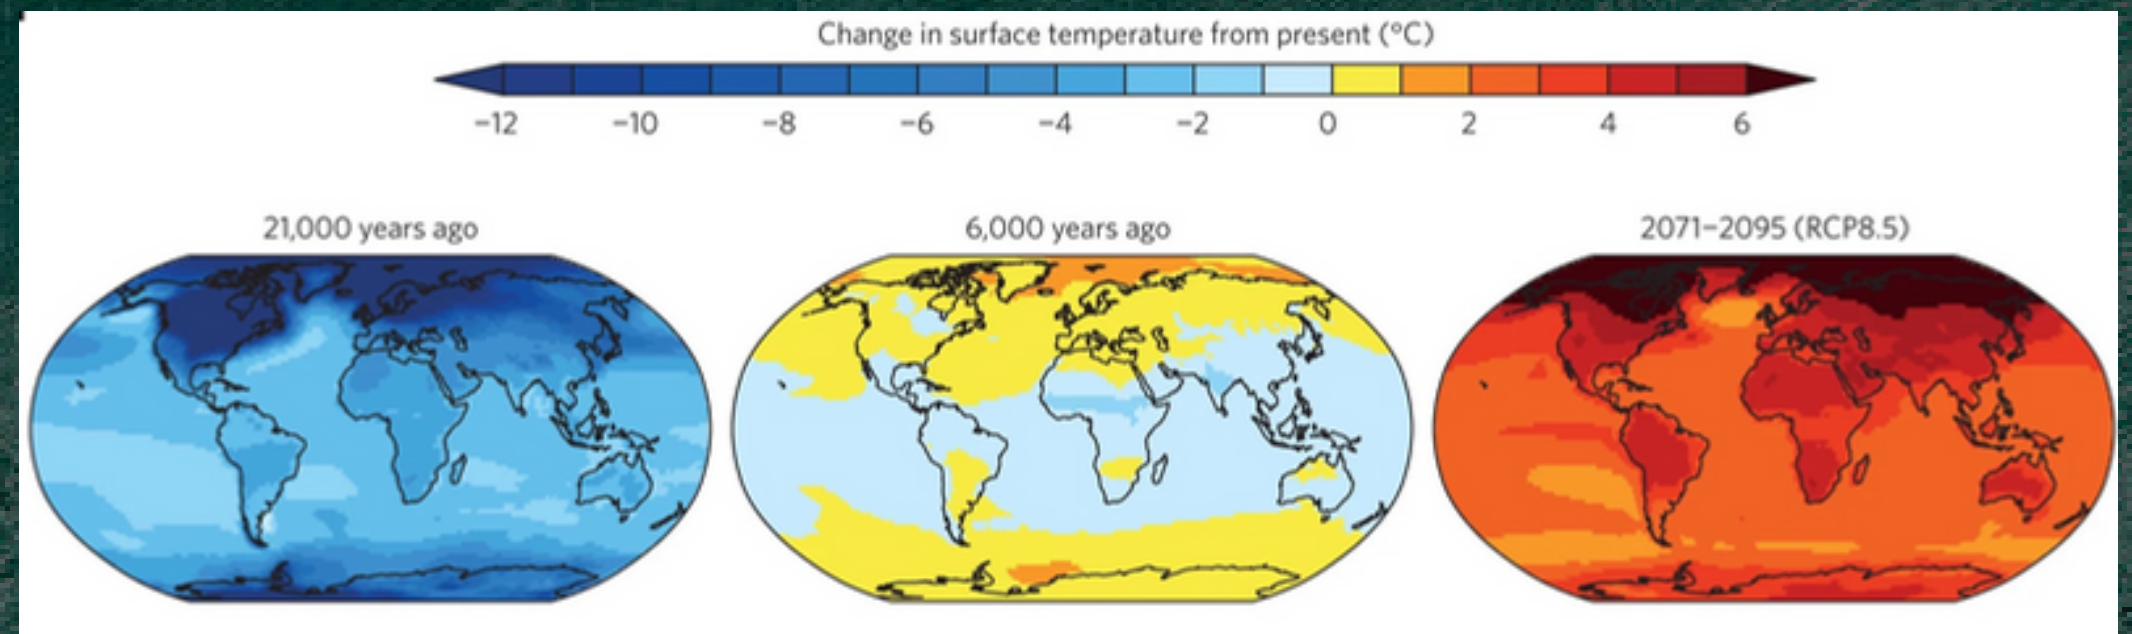 Change in surface temperature from present (°C)
−12 −10 −8 −6 −4 −2 0 2 4 6
21,000 years ago 6,000 years ago 2071–2095 (RCP8.5)